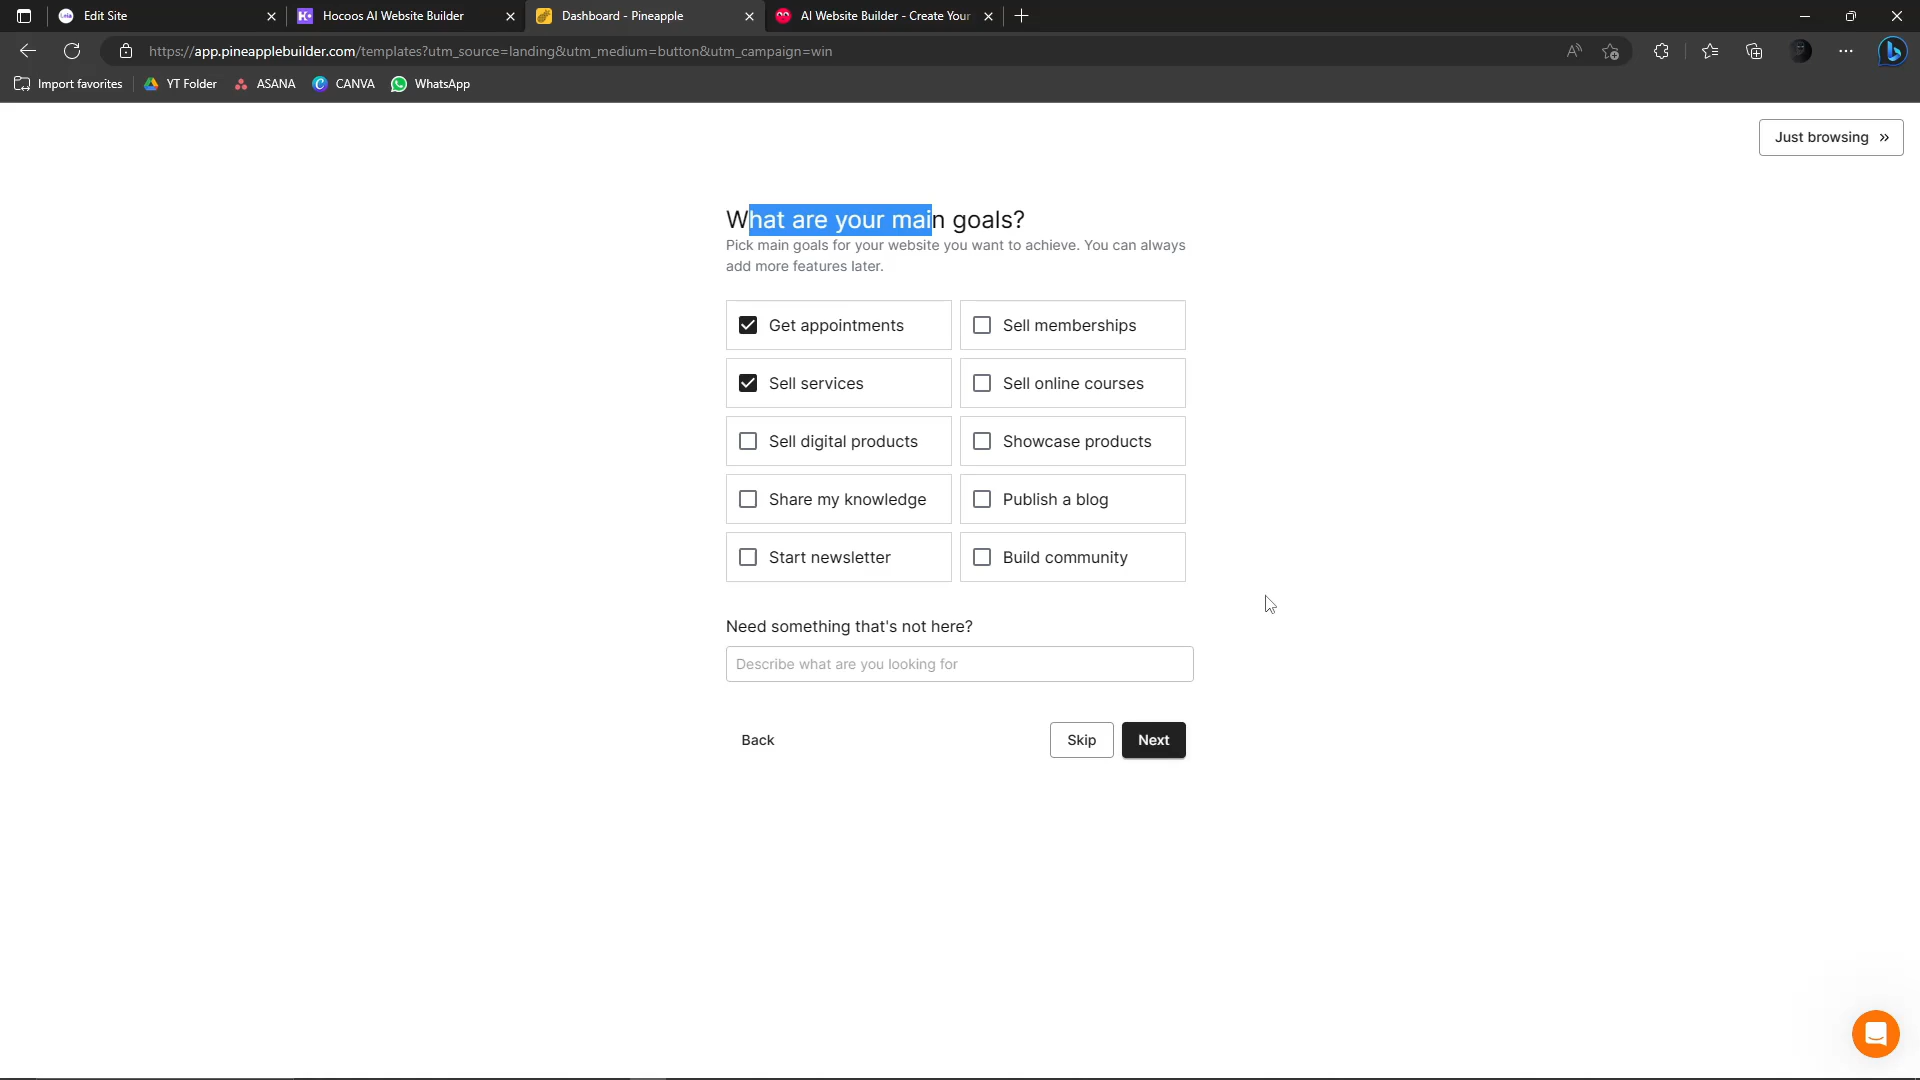 Edit Site
Hocoos AI Website Builder
Dashboard - Pineapple
AI Website Builder - Create Your
https://app.pineapplebuilder.com/templates?utm_source=landing&utm_medium=button&utm_campaign=win
Import favorites
YT Folder
ASANA
CANVA
WhatsApp
Just browsing »
What are your main goals?
Pick main goals for your website you want to achieve. You can always
add more features later.
Get appointments
Sell memberships
Sell services
Sell online courses
Sell digital products
Showcase products
Share my knowledge
Publish a blog
Start newsletter
Build community
Need something that's not here?
Describe what are you looking for
Back
Skip
Next